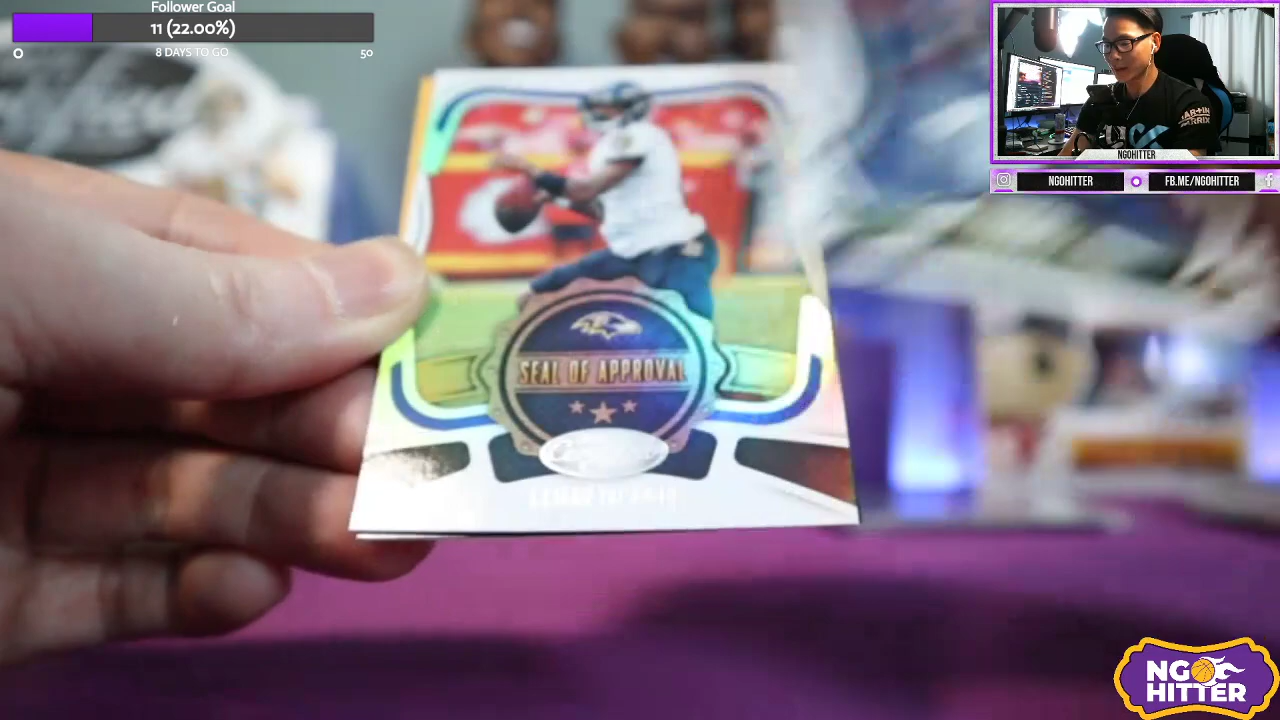 Follower Goal
11 (22.00%)
0 8 DAYS TO GO 50
SEAL OF APPROVAL
NGOHITTER
NGOHITTER FB.ME/NGOHITTER
NGO
HITTER